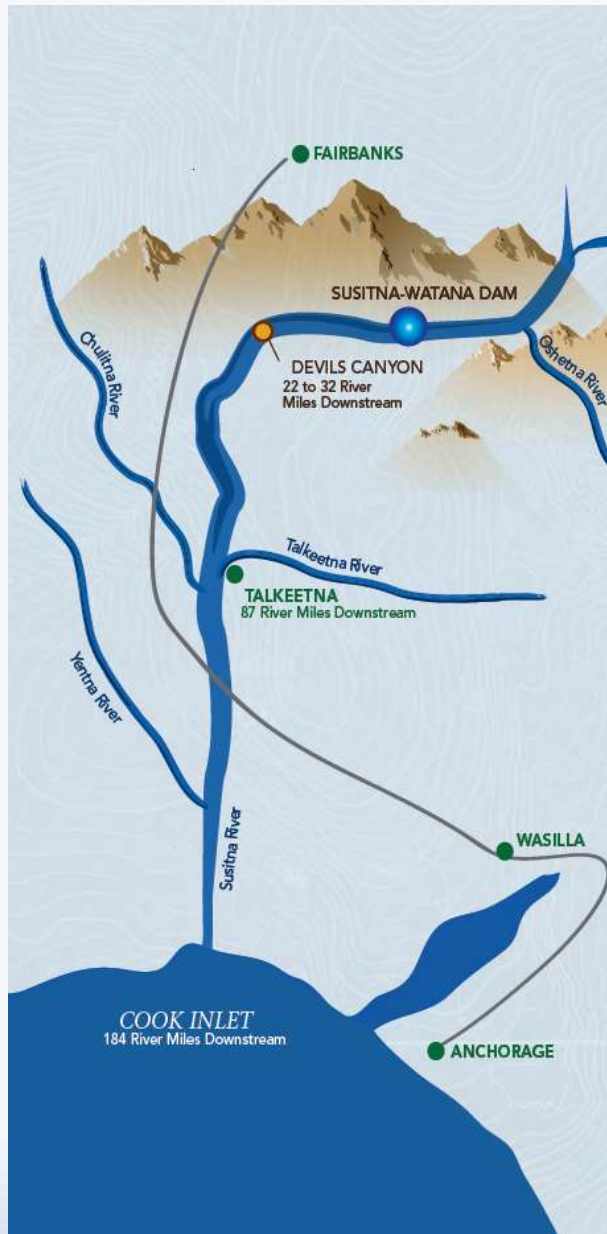 FAIRBANKS
SUSITNA-WATANA DAM
DEVILS CANYON
22 to 32 River
Miles Downstream
Oshetna River
Chulitna River
Talkeetna River
TALKEETNA
87 River Miles Downstream
Yentna River
Susitna River
WASILLA
COOK INLET
184 River Miles Downstream
ANCHORAGE